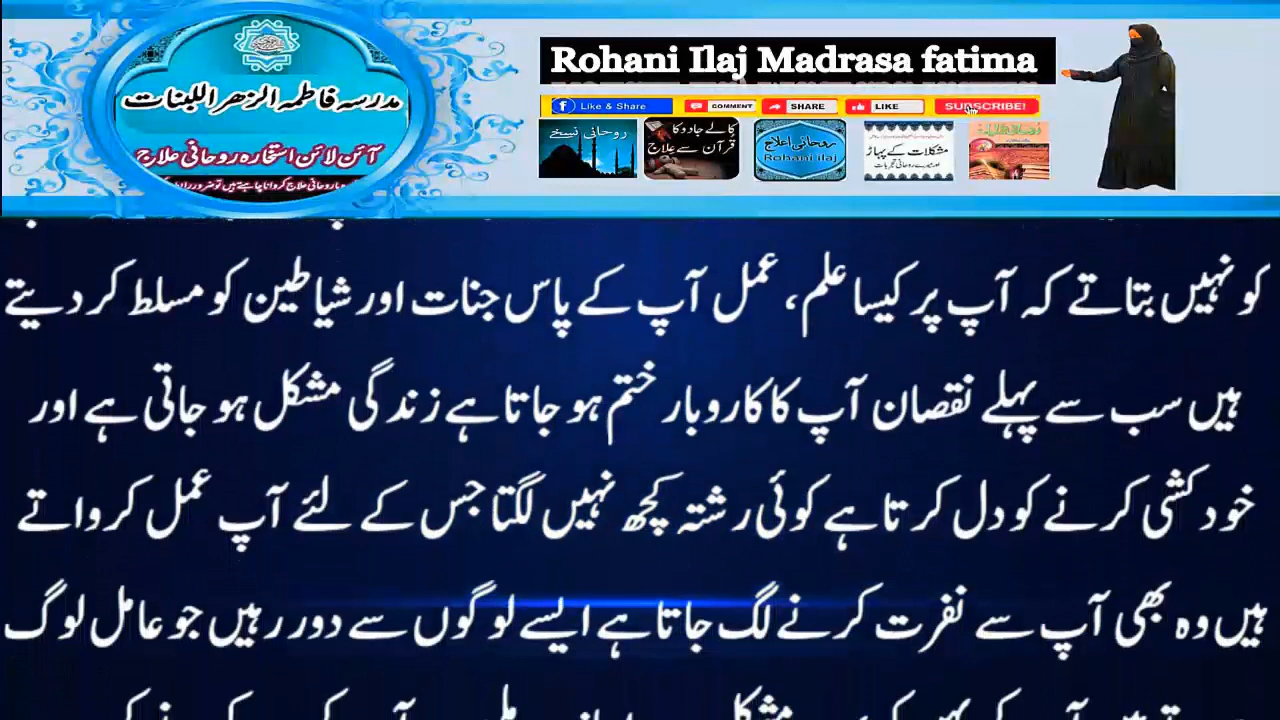 مدرسہ فاطمہ الزھراللبنات
آئن لائن استخارہ روحانی علاج
Rohani Ilaj Madrasa fatima
Like & Share
COMMENT
SHARE
LIKE
SUBSCRIBE!
روحانی نسخ
کالے جادو کا
قرآن سے علاج
روحانی علاج
Rohani ilaj
مشکلات کے پہاڑ
کو نہیں بتاتے کہ آپ پر کیسا علم، عمل آپ کے پاس جنات اور شیاطین کو مسلط کر دیتے
ہیں سب سے پہلے نقصان آپ کا کاروبار ختم ہو جاتا ہے زندگی مشکل ہو جاتی ہے اور
خودکشی کرنے کو دل کرتا ہے کوئی رشتہ کچھ نہیں لگتا جس کے لئے آپ عمل کرواتے
ہیں وہ بھی آپ سے نفرت کرنے لگ جاتا ہے ایسے لوگوں سے دور رہیں جو عامل لوگ